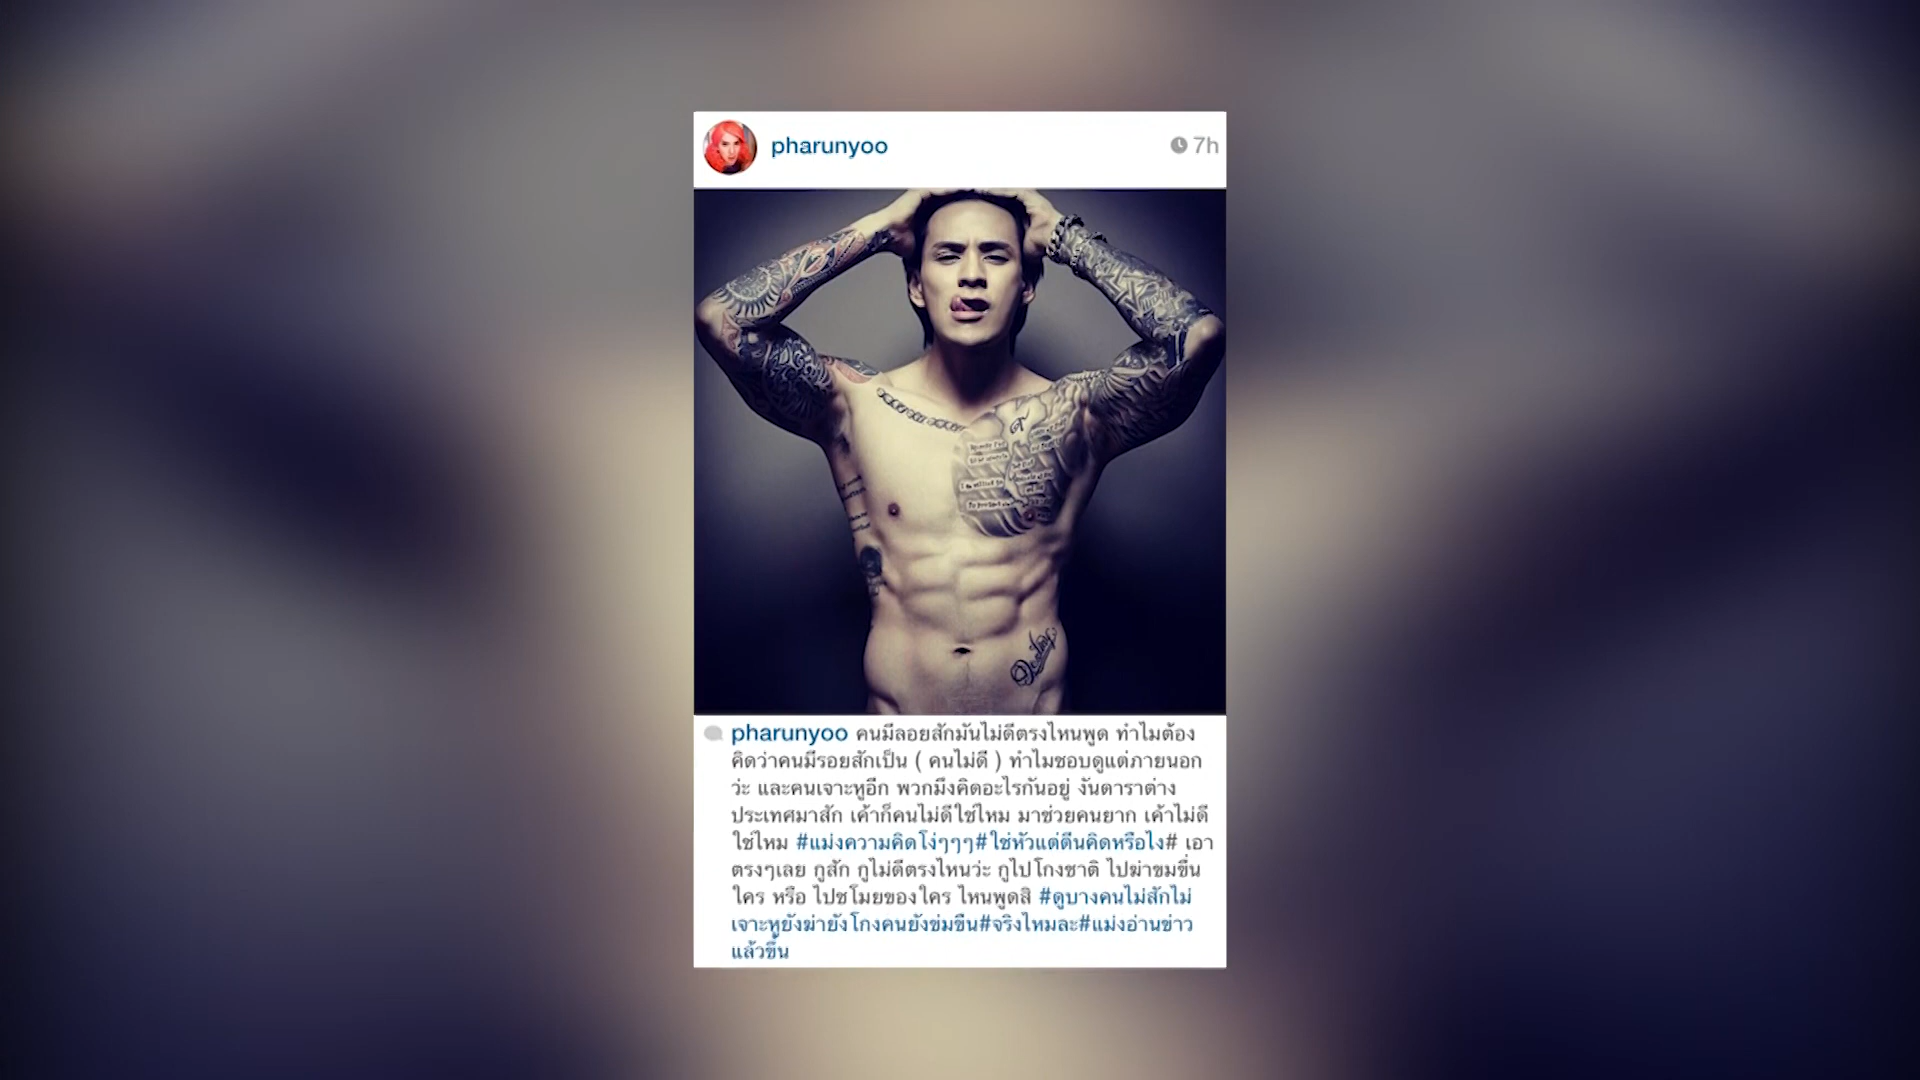 pharunyoo
7h
Destiny
pharunyoo คนมีลอยสักมันไม่ดีตรงไหนพูด ทำไมต้อง
คิดว่าคนมีรอยสักเป็น ( คนไม่ดี ) ทำไมชอบดูแต่ภายนอก
ว่ะ และคนเจาะหูอีก พวกมึงคิดอะไรกันอยู่ งันดาราต่าง
ประเทศมาสัก เค้าก็คนไม่ดีใช่ไหม มาช่วยคนยาก เค้าไม่ดี
ใช่ไหม #แม่งความคิดโง่ๆๆๆ#ใช่หัวแต่ตีนคิดหรือไง# เอา
ตรงๆเลย กูสัก กูไม่ดีตรงไหนว่ะ กูไปโกงชาติ ไปฆ่าขมขื่น
ใคร หรือ ไปขโมยของใคร ไหนพูดสิ #ดูบางคนไม่สักไม่
เจาะหูยังฆ่ายังโกงคนยังข่มขืน#จริงไหมละ#แม่งอ่านข่าว
แล้วขึ้น